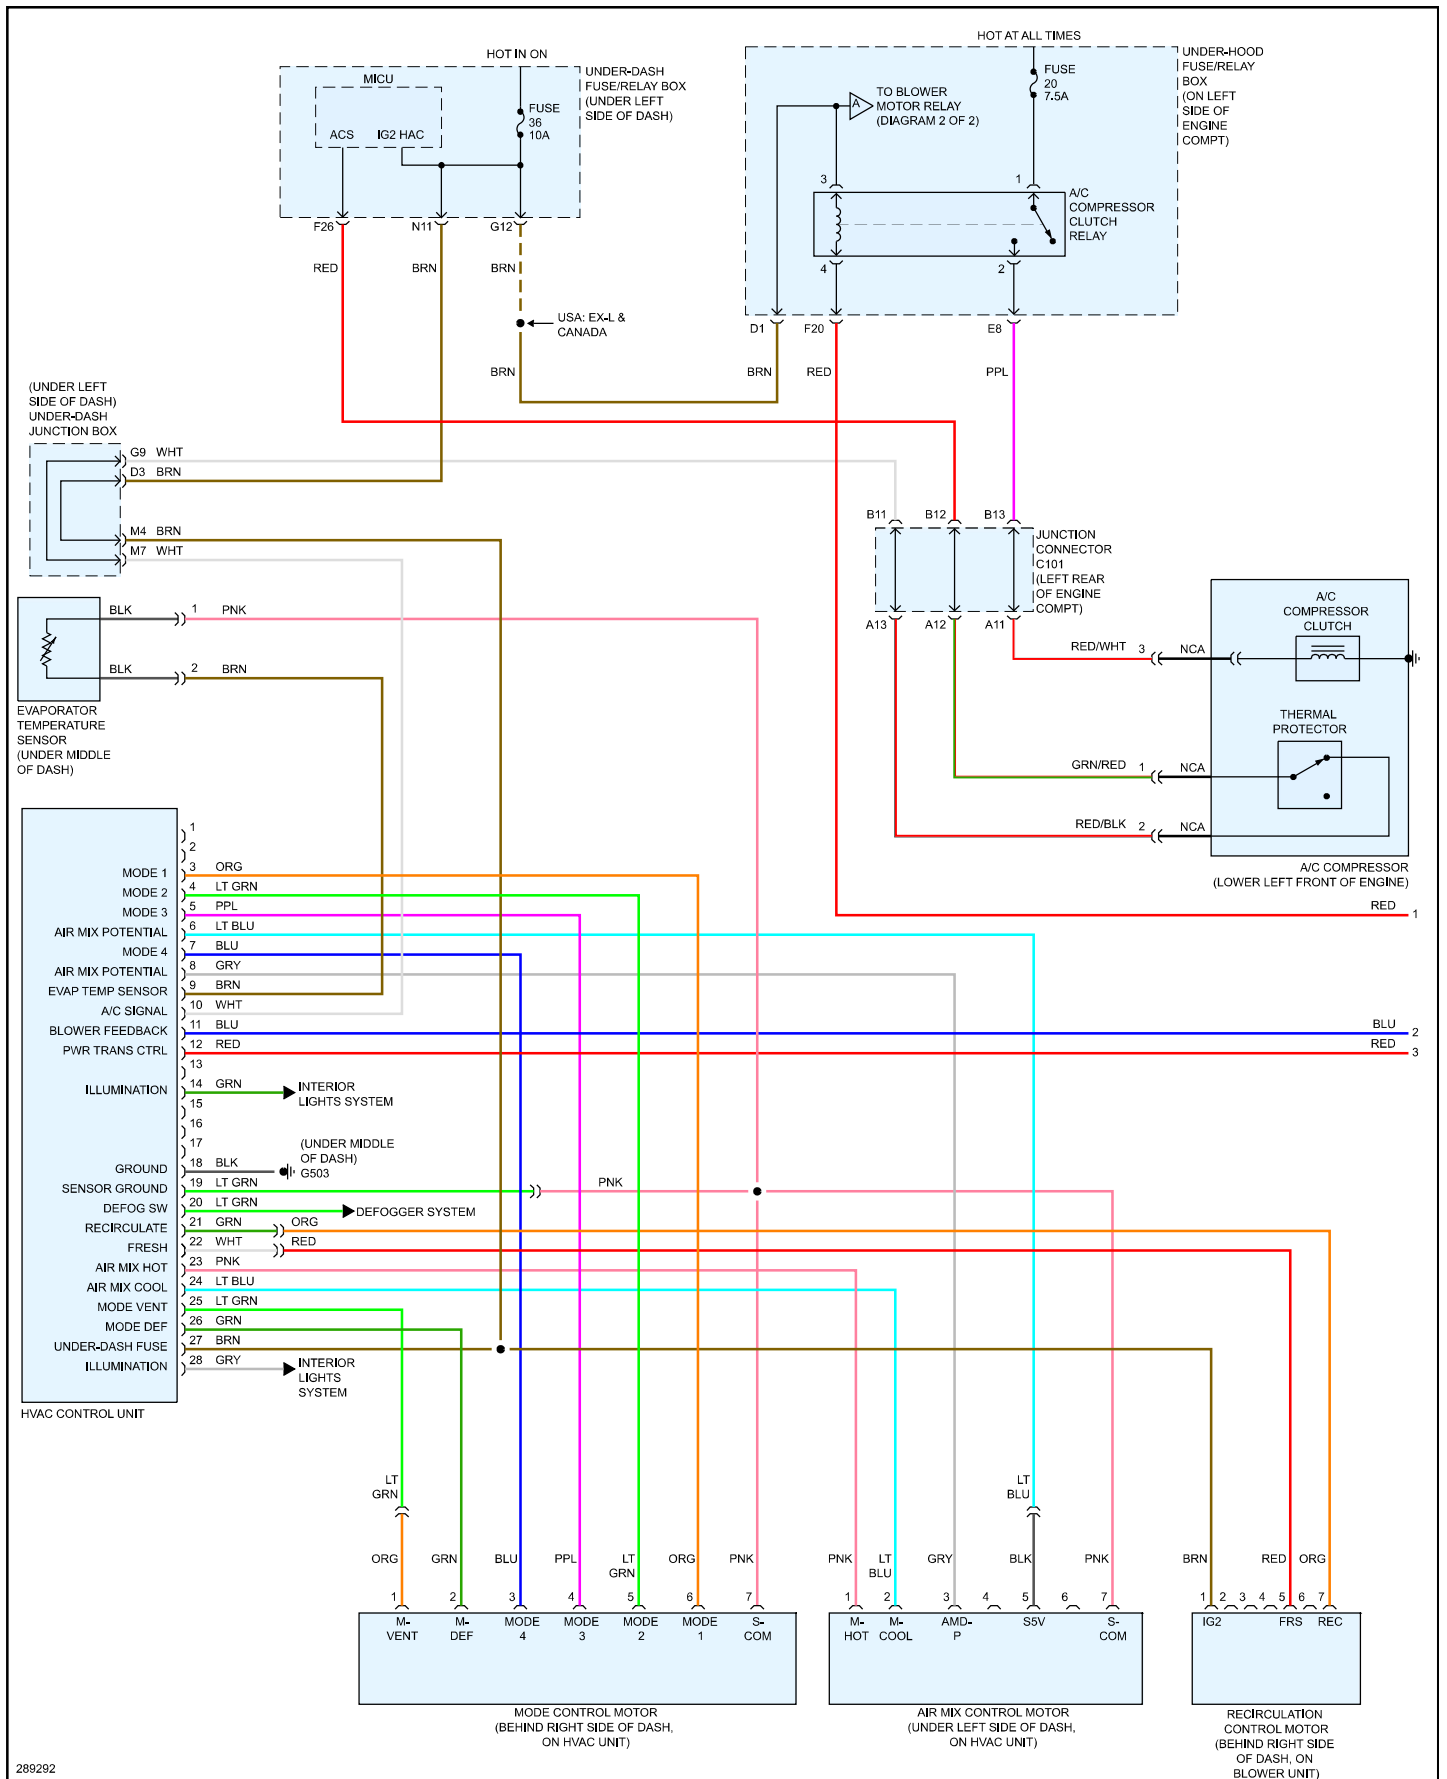 HOT IN ON
HOT AT ALL TIMES
MICU
ACS
IG2 HAC
FUSE
36
10A
UNDER-DASH
FUSE/RELAY BOX
(UNDER LEFT
SIDE OF DASH)
A
TO BLOWER
MOTOR RELAY
(DIAGRAM 2 OF 2)
FUSE
20
7.5A
UNDER-HOOD
FUSE/RELAY
BOX
(ON LEFT
SIDE OF
ENGINE
COMPT)
3
1
4
2
A/C
COMPRESSOR
CLUTCH
RELAY
F26
N11
G12
RED
BRN
BRN
USA: EX-L &
CANADA
BRN
D1
F20
E8
BRN
RED
PPL
(UNDER LEFT
SIDE OF DASH)
UNDER-DASH
JUNCTION BOX
G9 WHT
D3 BRN
M4 BRN
M7 WHT
B11
B12
B13
JUNCTION
CONNECTOR
C101
(LEFT REAR
OF ENGINE
COMPT)
A13
A12
A11
BLK 1 PNK
BLK 2 BRN
EVAPORATOR
TEMPERATURE
SENSOR
(UNDER MIDDLE
OF DASH)
A/C
COMPRESSOR
CLUTCH
RED/WHT 3 NCA
THERMAL
PROTECTOR
GRN/RED 1 NCA
RED/BLK 2 NCA
A/C COMPRESSOR
(LOWER LEFT FRONT OF ENGINE)
RED 1
BLU 2
RED 3
1
2
MODE 1 3 ORG
MODE 2 4 LT GRN
MODE 3 5 PPL
AIR MIX POTENTIAL 6 LT BLU
MODE 4 7 BLU
AIR MIX POTENTIAL 8 GRY
EVAP TEMP SENSOR 9 BRN
A/C SIGNAL 10 WHT
BLOWER FEEDBACK 11 BLU
PWR TRANS CTRL 12 RED
13
ILLUMINATION 14 GRN
INTERIOR
LIGHTS SYSTEM
15
16
17
(UNDER MIDDLE
OF DASH)
G503
GROUND 18 BLK
SENSOR GROUND 19 LT GRN PNK
DEFOG SW 20 LT GRN DEFOGGER SYSTEM
RECIRCULATE 21 GRN ORG
FRESH 22 WHT RED
AIR MIX HOT 23 PNK
AIR MIX COOL 24 LT BLU
MODE VENT 25 LT GRN
MODE DEF 26 GRN
UNDER-DASH FUSE 27 BRN
ILLUMINATION 28 GRY
INTERIOR
LIGHTS
SYSTEM
HVAC CONTROL UNIT
LT
GRN
LT
BLU
ORG
GRN
BLU
PPL
LT
GRN
ORG
PNK
PNK
LT
BLU
GRY
BLK
PNK
BRN
RED
ORG
1 2 3 4 5 6 7
1 2 3 4 5 6 7
1 2 3 4 5 6 7
M-
VENT
M-
DEF
MODE
4
MODE
3
MODE
2
MODE
1
S-
COM
M-
HOT
M-
COOL
AMD-
P
S5V
S-
COM
IG2
FRS
REC
MODE CONTROL MOTOR
(BEHIND RIGHT SIDE OF DASH,
ON HVAC UNIT)
AIR MIX CONTROL MOTOR
(UNDER LEFT SIDE OF DASH,
ON HVAC UNIT)
RECIRCULATION
CONTROL MOTOR
(BEHIND RIGHT SIDE
OF DASH, ON
BLOWER UNIT)
289292